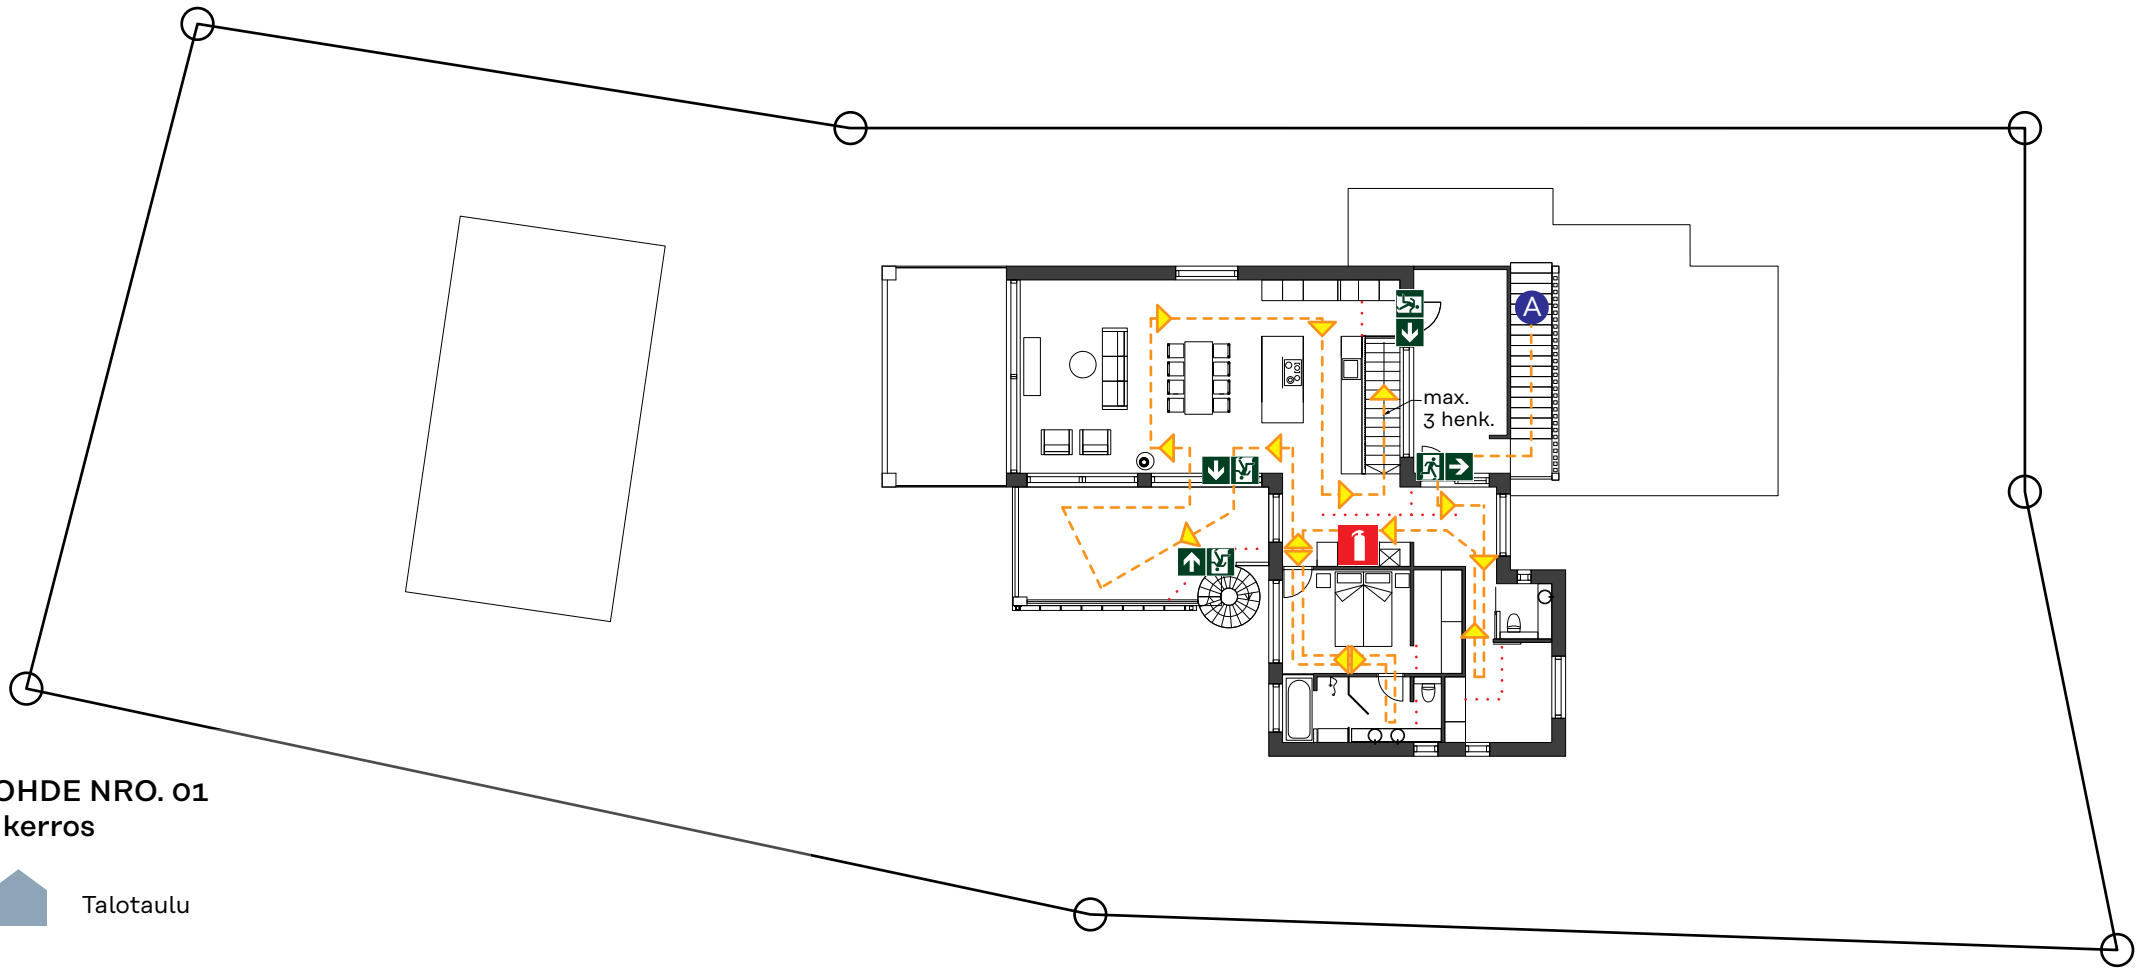 A
max.
3 henk.
OHDE NRO. 01
kerros
Talotaulu